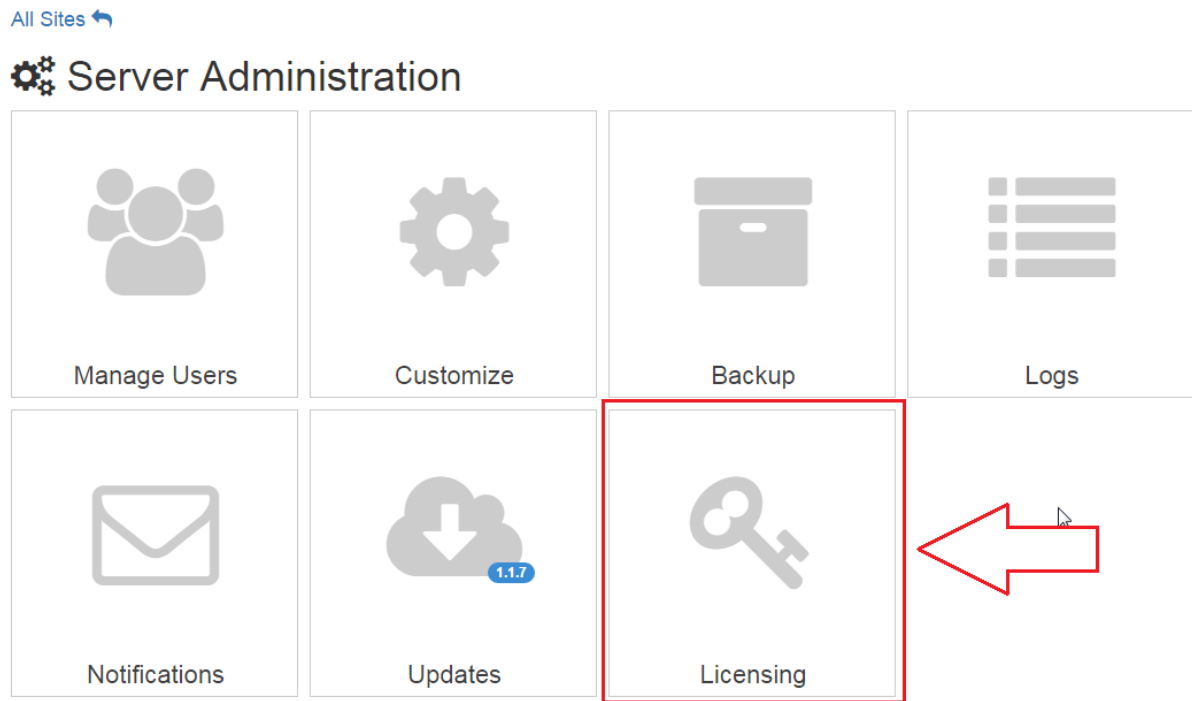 All Sites
Server Administration
Manage Users
Customize
Backup
Logs
1.1.7
Notifications
Updates
Licensing